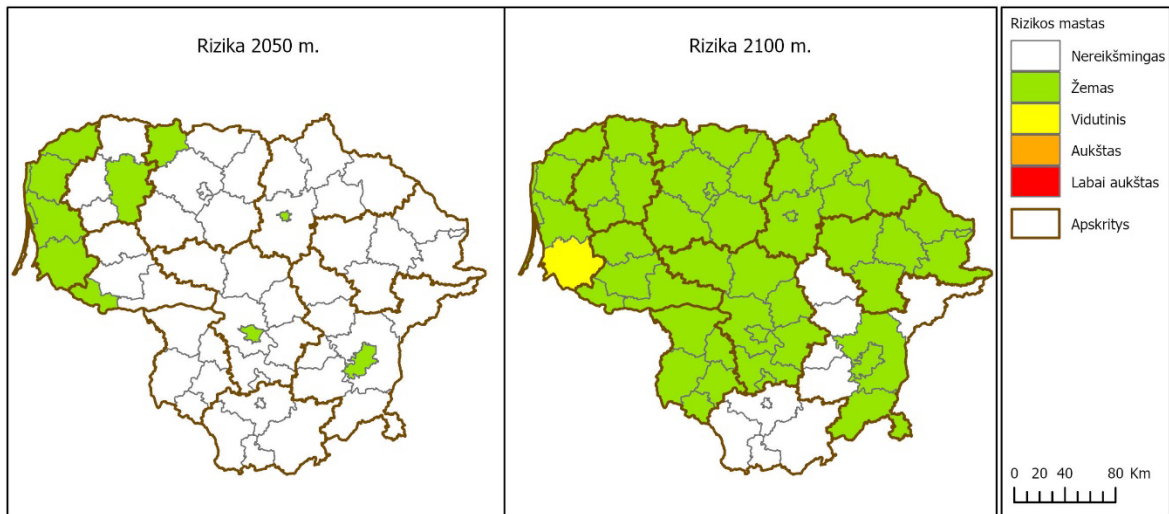 Rizika 2050 m.
Rizika 2100 m.
Rizikos mastas
Nereikšmingas
Žemas
Vidutinis
Aukštas
Labai aukštas
Apskritys
0 20 40 80 Km